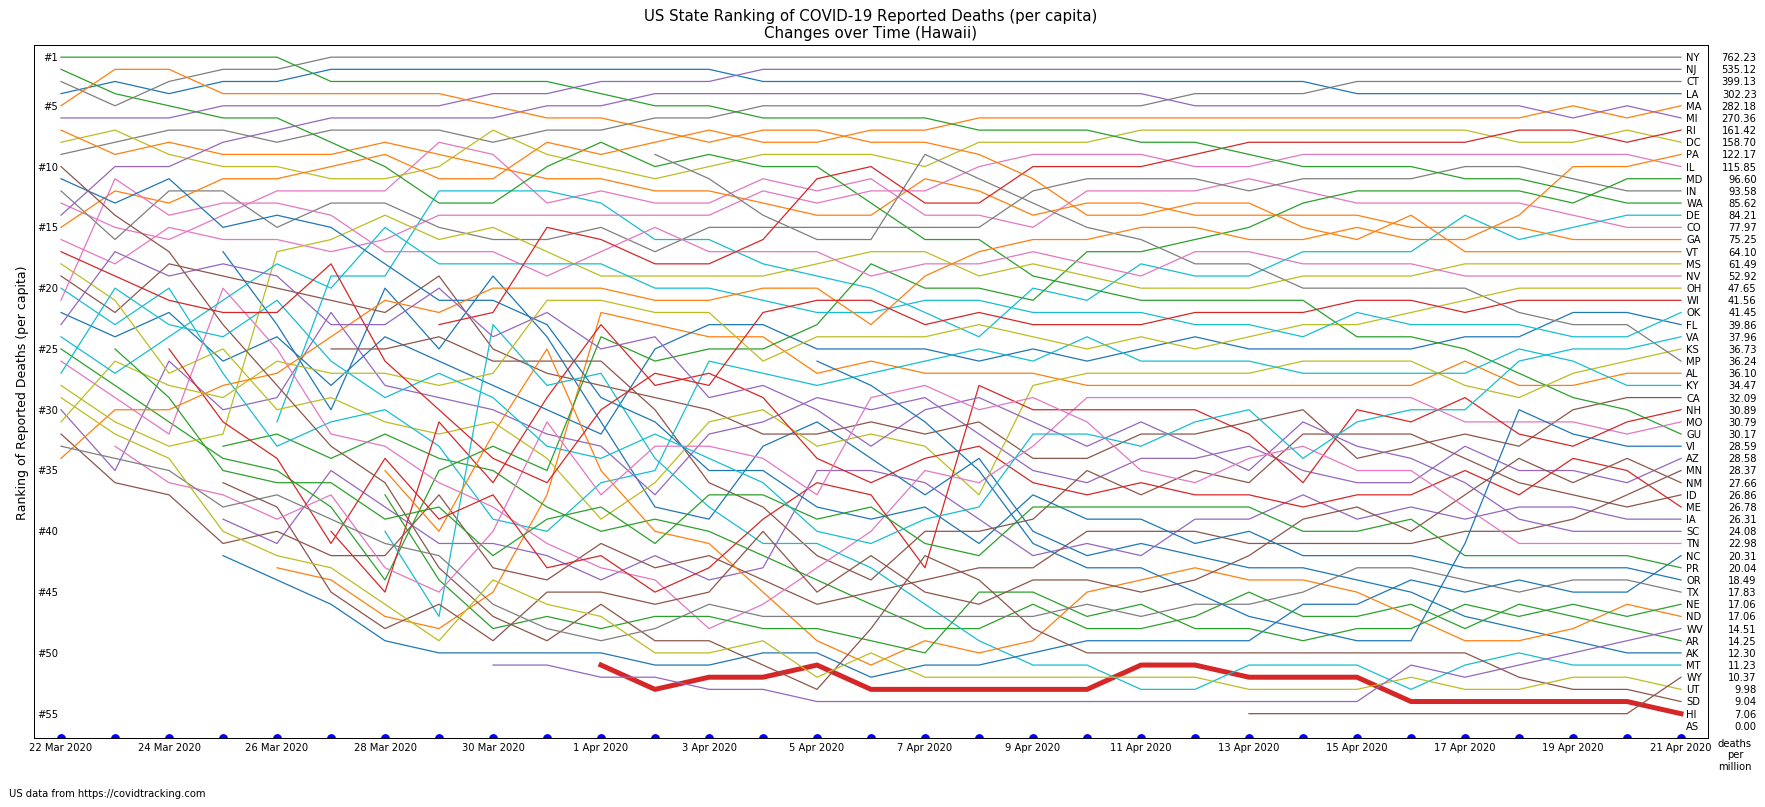 US State Ranking of COVID-19 Reported Deaths (per capita)
Changes over Time (Hawaii)
Ranking of Reported Deaths (per capita)
#1
#5
#10
#15
#20
#25
#30
#35
#40
#45
#50
#55
NY 762.23
NJ 535.12
CT 399.13
LA 302.23
MA 282.18
MI 270.36
RI 161.42
DC 158.70
PA 122.17
IL 115.85
MD 96.60
IN 93.58
WA 85.62
DE 84.21
CO 77.97
GA 75.25
VT 64.10
MS 61.49
NV 52.92
OH 47.65
WI 41.56
OK 41.45
FL 39.86
VA 37.96
KS 36.73
MP 36.24
AL 36.10
KY 34.47
CA 32.09
NH 30.89
MO 30.79
GU 30.17
VI 28.59
AZ 28.58
MN 28.37
NM 27.66
ID 26.86
ME 26.78
IA 26.31
SC 24.08
TN 22.98
NC 20.31
PR 20.04
OR 18.49
TX 17.83
NE 17.06
ND 17.06
WV 14.51
AR 14.25
AK 12.30
MT 11.23
WY 10.37
UT 9.98
SD 9.04
HI 7.06
AS 0.00
22 Mar 2020 24 Mar 2020 26 Mar 2020 28 Mar 2020 30 Mar 2020 1 Apr 2020 3 Apr 2020 5 Apr 2020 7 Apr 2020 9 Apr 2020 11 Apr 2020 13 Apr 2020 15 Apr 2020 17 Apr 2020 19 Apr 2020 21 Apr 2020
deaths
per
million
US data from https://covidtracking.com